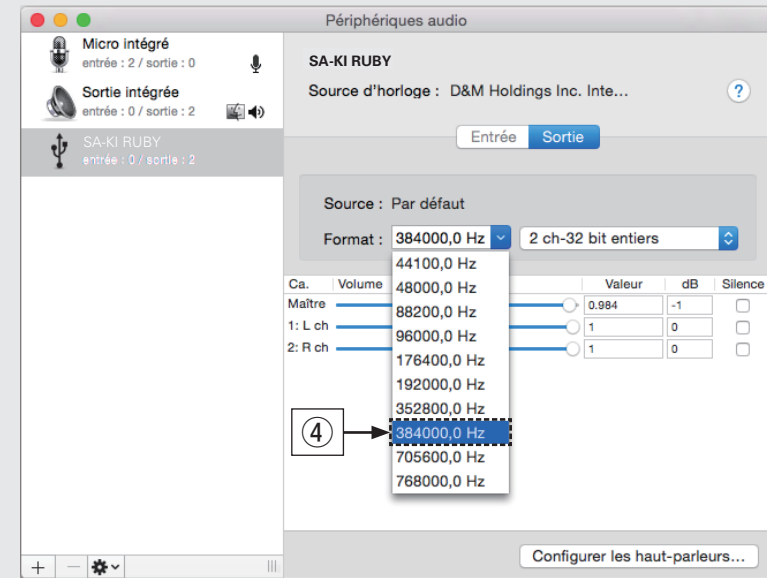 Périphériques audio
Micro intégré
entrée : 2 / sortie : 0
Sortie intégrée
entrée : 0 / sortie : 2
SA-KI RUBY
entrée : 0 / sortie : 2
SA-KI RUBY
Source d'horloge : D&M Holdings Inc. Inte...
?
Entrée Sortie
Source : Par défaut
Format : 384000,0 Hz 2 ch-32 bit entiers
44100,0 Hz
48000,0 Hz
88200,0 Hz
96000,0 Hz
176400,0 Hz
192000,0 Hz
352800,0 Hz
384000,0 Hz
705600,0 Hz
768000,0 Hz
Ca. Volume Valeur dB Silence
Maître 0.984 -1
1: L ch 1 0
2: R ch 1 0
④
Configurer les haut-parleurs...